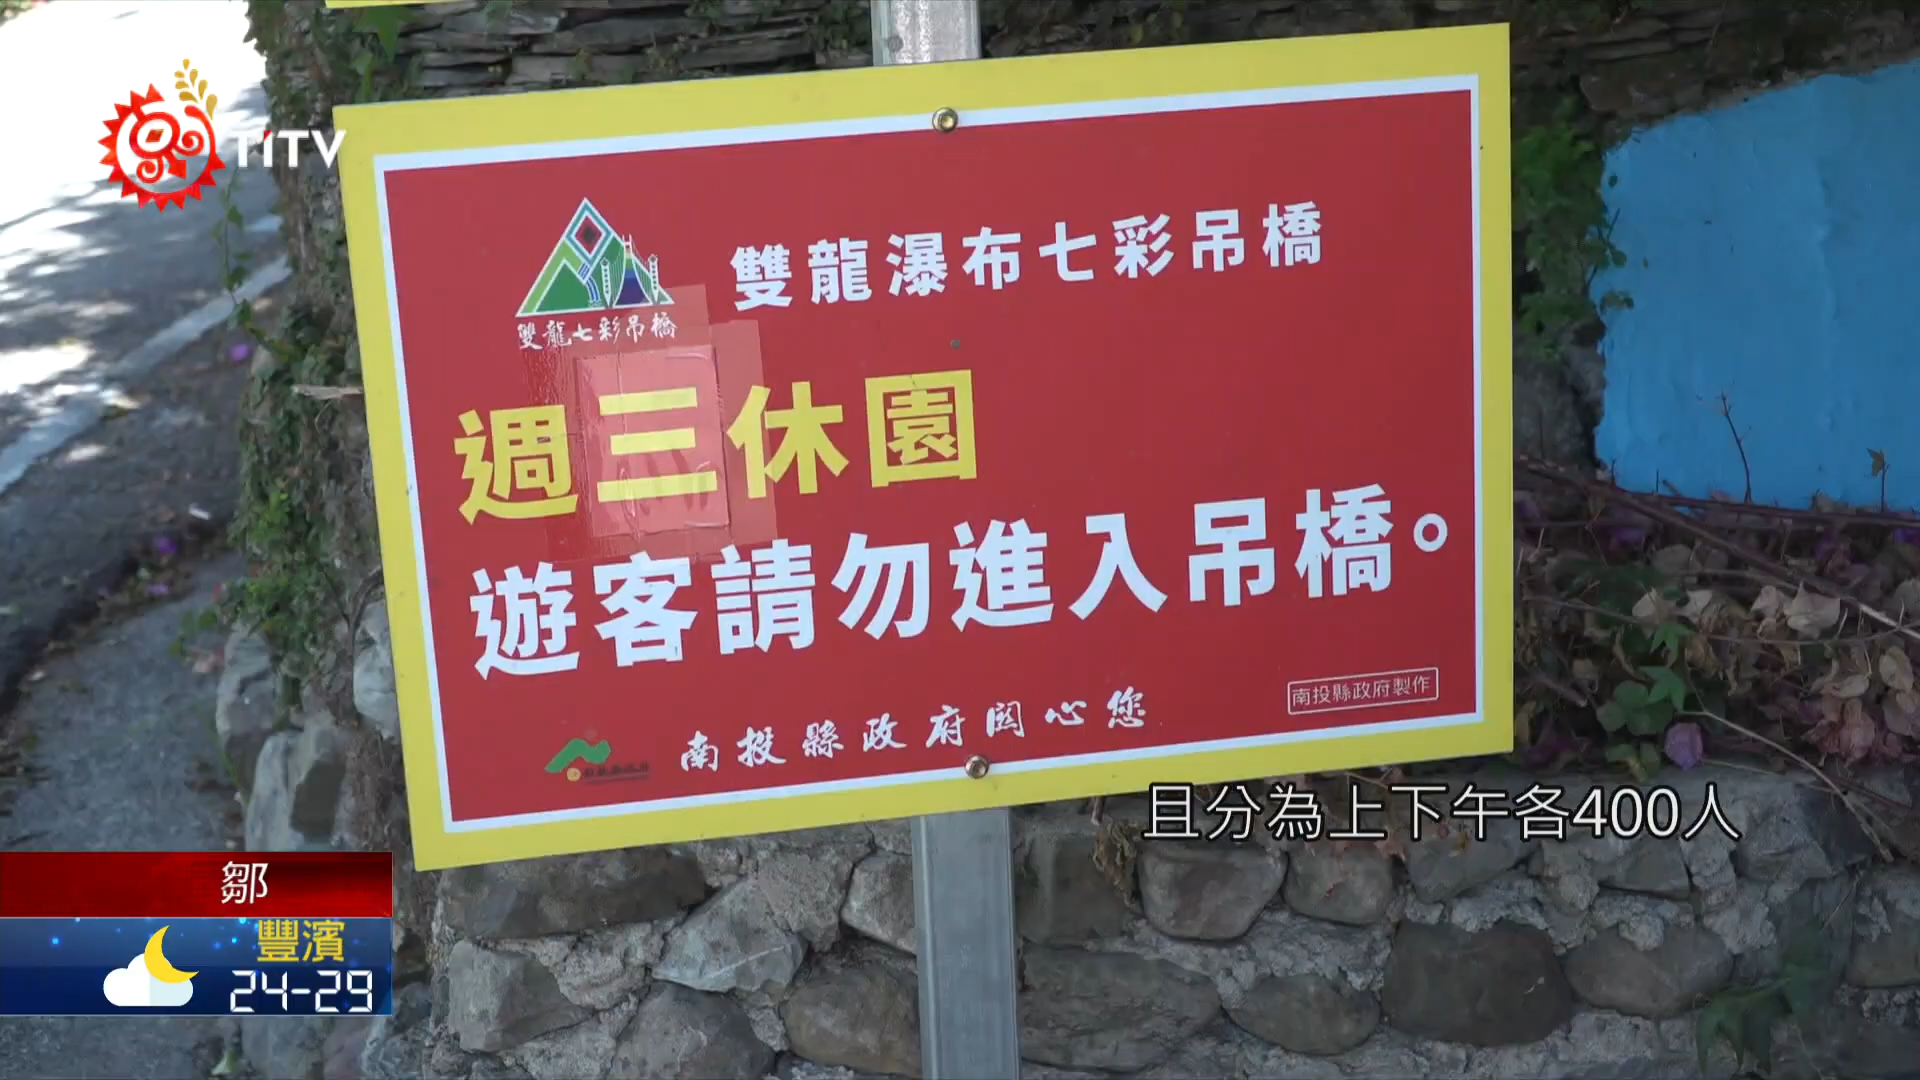 TITV
雙龍瀑布七彩吊橋
雙龍七彩吊橋
週三休園
遊客請勿進入吊橋。
南投縣政府製作
南投縣政府關心您
且分為上下午各400人
鄒
豐濱
24-29